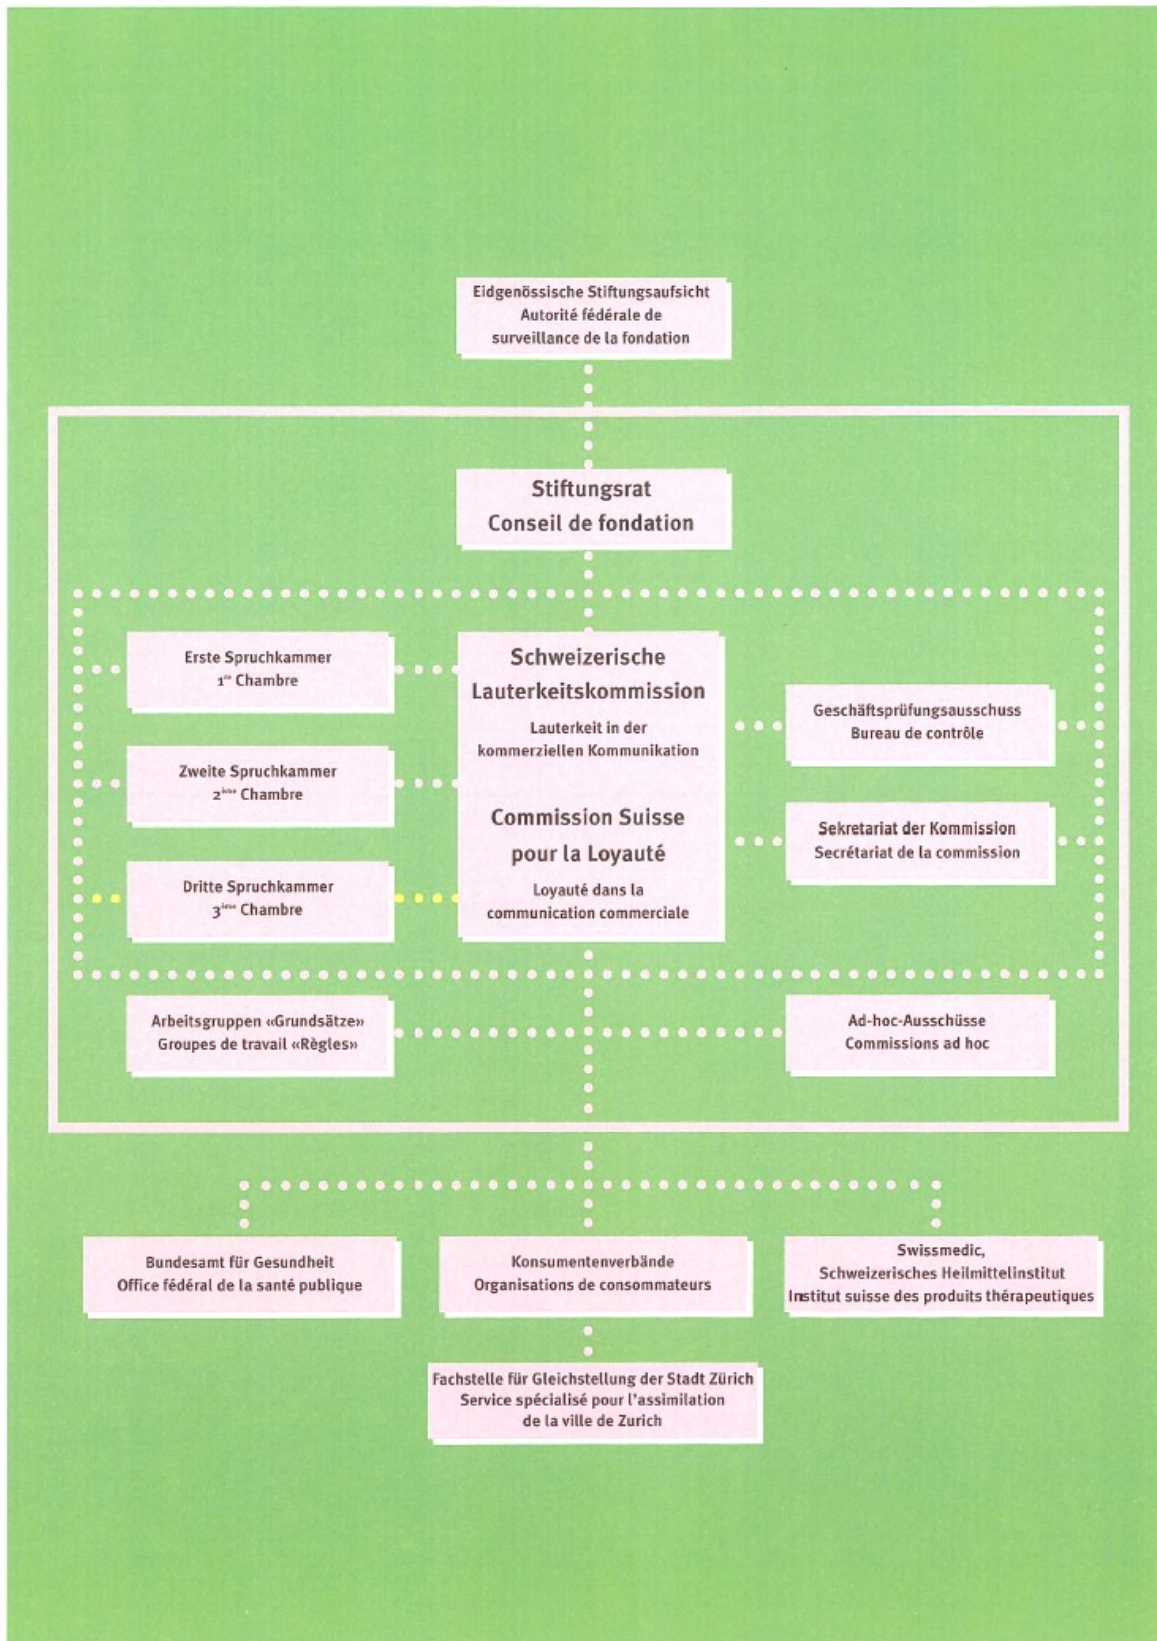 Eidgenössische Stiftungsaufsicht
Autorité fédérale de
surveillance de la fondation
Stiftungsrat
Conseil de fondation
Erste Spruchkammer
1re Chambre
Zweite Spruchkammer
2ième Chambre
Dritte Spruchkammer
3ième Chambre
Schweizerische
Lauterkeitskommission
Lauterkeit in der
kommerziellen Kommunikation
Commission Suisse
pour la Loyauté
Loyauté dans la
communication commerciale
Geschäftsprüfungsausschuss
Bureau de contrôle
Sekretariat der Kommission
Secrétariat de la commission
Arbeitsgruppen «Grundsätze»
Groupes de travail «Règles»
Ad-hoc-Ausschüsse
Commissions ad hoc
Bundesamt für Gesundheit
Office fédéral de la santé publique
Konsumentenverbände
Organisations de consommateurs
Swissmedic,
Schweizerisches Heilmittelinstitut
Institut suisse des produits thérapeutiques
Fachstelle für Gleichstellung der Stadt Zürich
Service spécialisé pour l'assimilation
de la ville de Zurich